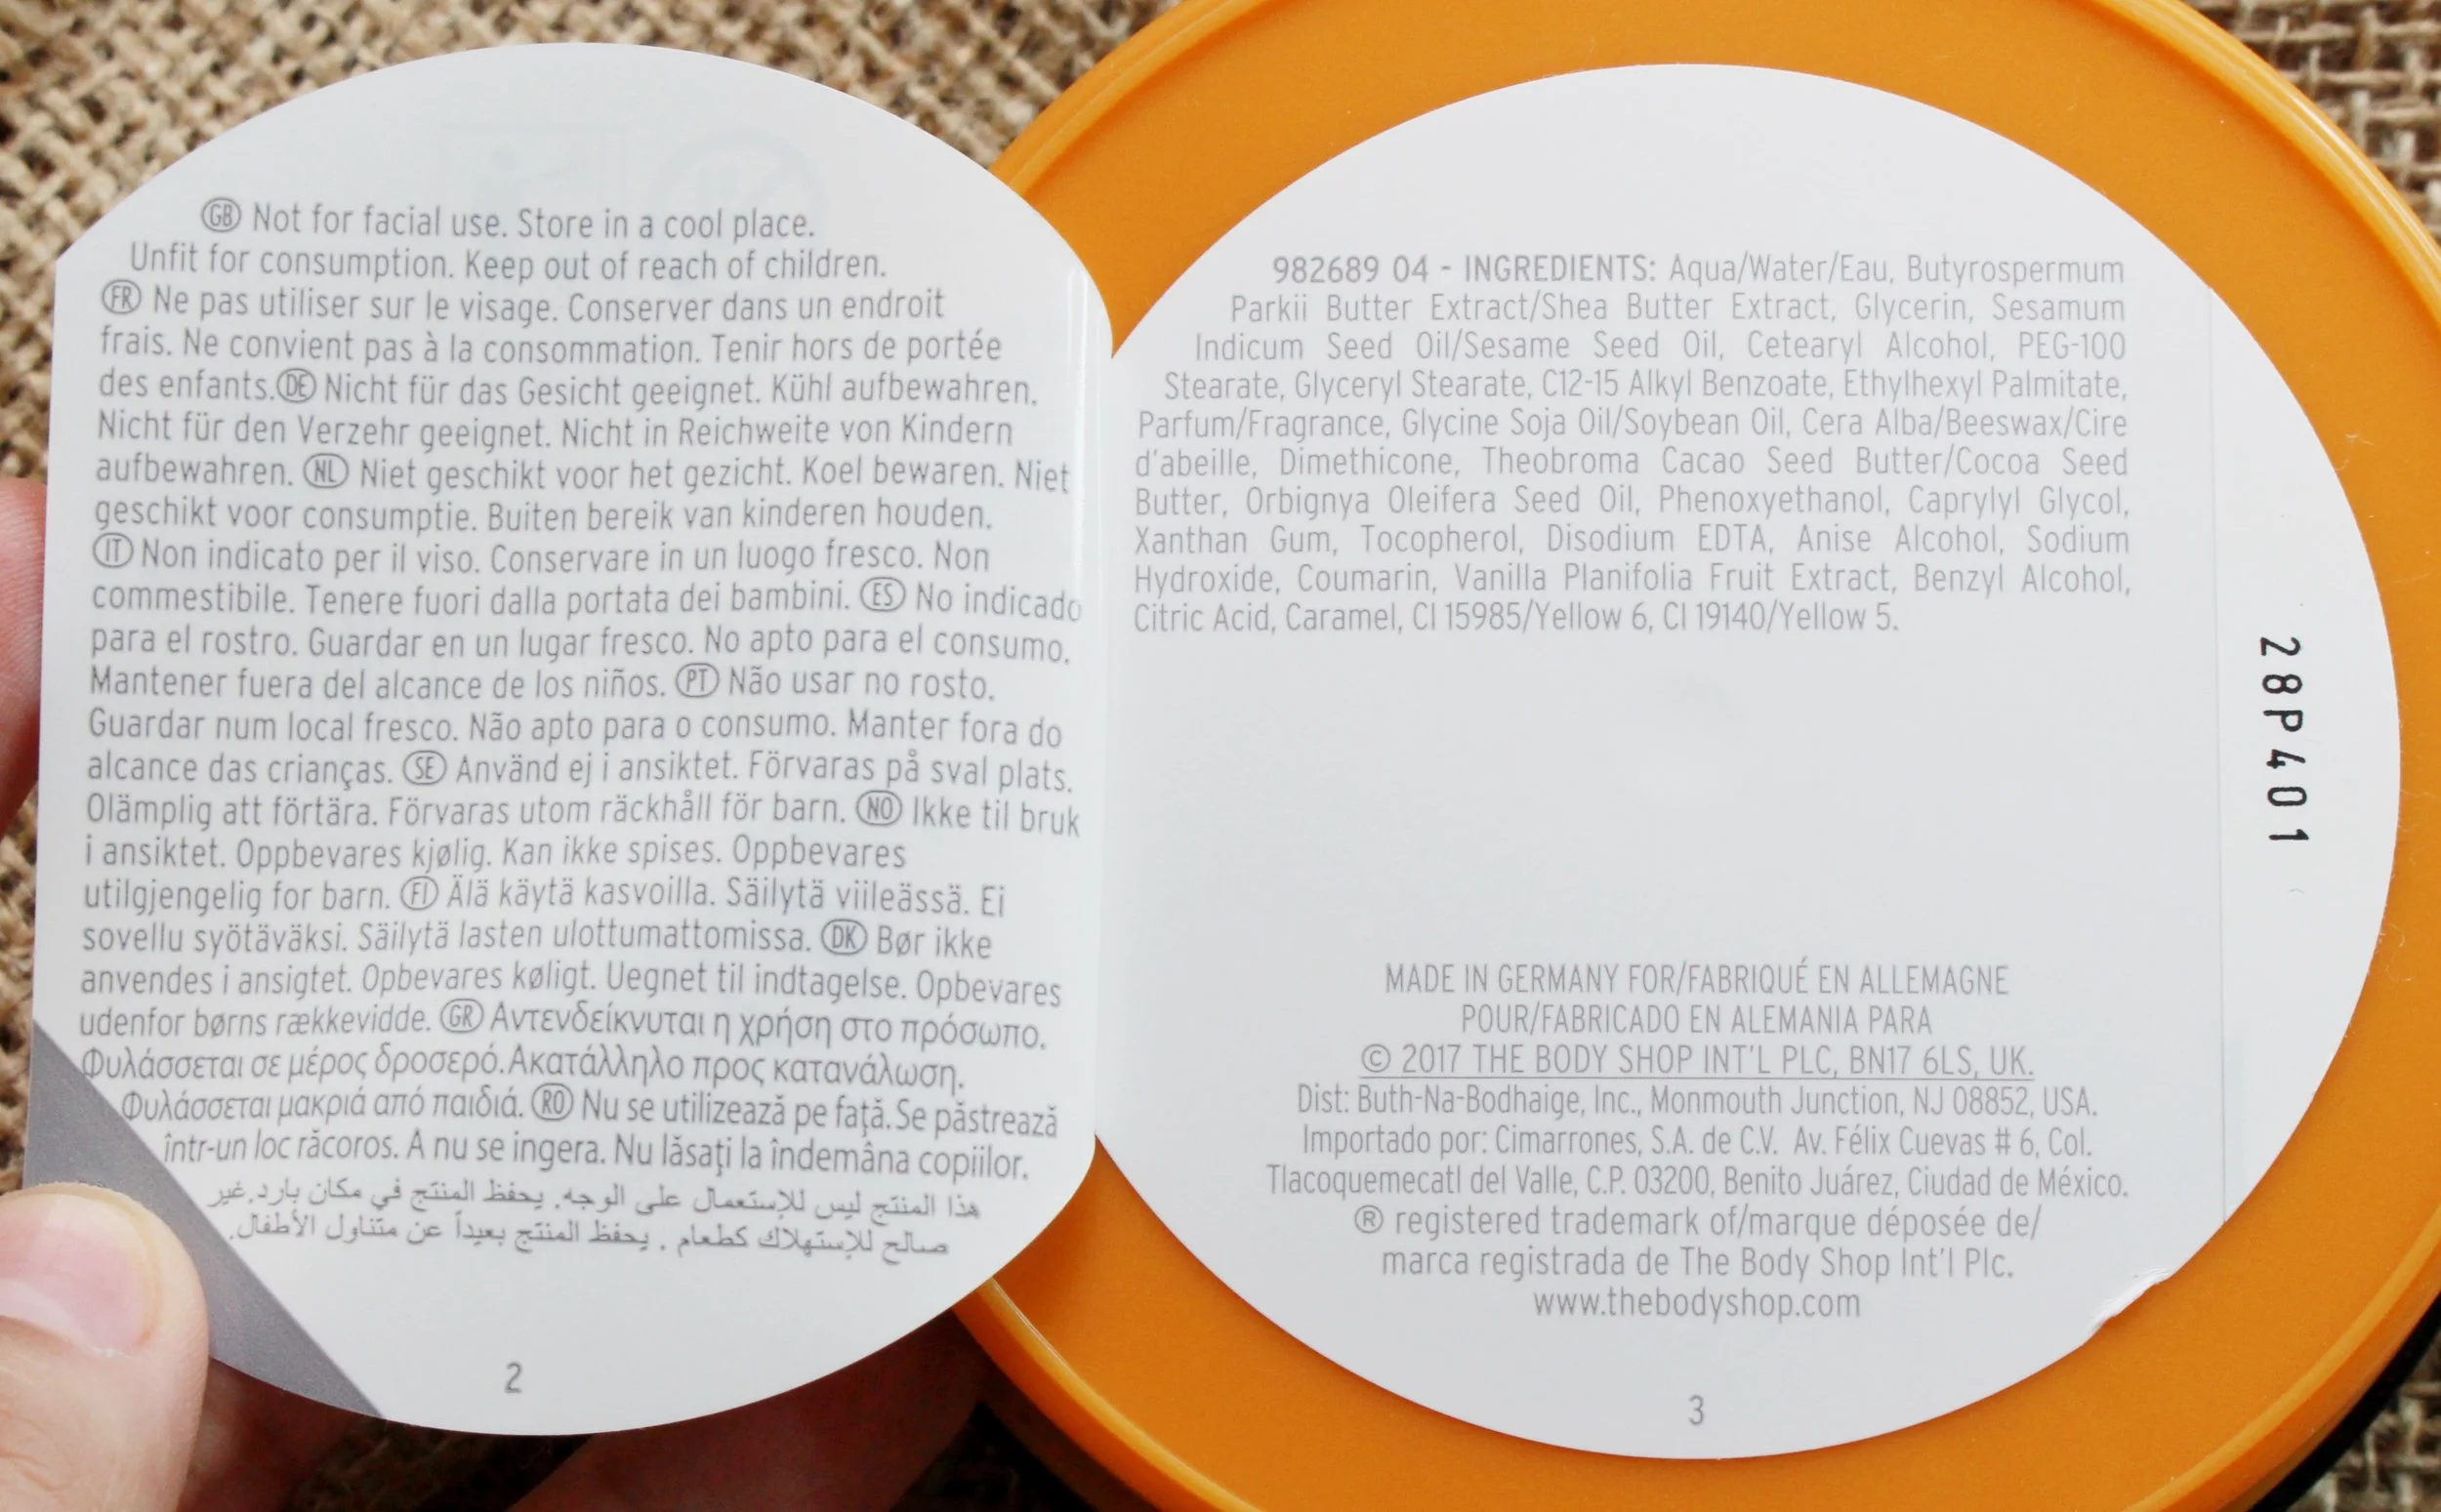 GB Not for facial use. Store in a cool place.
Unfit for consumption. Keep out of reach of children.
FR Ne pas utiliser sur le visage. Conserver dans un endroit
frais. Ne convient pas à la consommation. Tenir hors de portée
des enfants. DE Nicht für das Gesicht geeignet. Kühl aufbewahren.
Nicht für den Verzehr geeignet. Nicht in Reichweite von Kindern
aufbewahren. NL Niet geschikt voor het gezicht. Koel bewaren. Niet
geschikt voor consumptie. Buiten bereik van kinderen houden.
IT Non indicato per il viso. Conservare in un luogo fresco. Non
commestibile. Tenere fuori dalla portata dei bambini. ES No indicado
para el rostro. Guardar en un lugar fresco. No apto para el consumo.
Mantener fuera del alcance de los niños. PT Não usar no rosto.
Guardar num local fresco. Não apto para o consumo. Manter fora do
alcance das crianças. SE Använd ej i ansiktet. Förvaras på sval plats.
Olämplig att förtära. Förvaras utom räckhåll för barn. NO Ikke til bruk
i ansiktet. Oppbevares kjølig. Kan ikke spises. Oppbevares
utilgjengelig for barn. FI Älä käytä kasvoilla. Säilytä viileässä. Ei
sovellu syötäväksi. Säilytä lasten ulottumattomissa. DK Bør ikke
anvendes i ansigtet. Opbevares køligt. Uegnet til indtagelse. Opbevares
udenfor børns rækkevidde. GR Αντενδείκνυται η χρήση στο πρόσωπο.
Φυλάσσεται σε μέρος δροσερό. Ακατάλληλο προς κατανάλωση.
Φυλάσσεται μακριά από παιδιά. RO Nu se utilizează pe față. Se păstrează
într-un loc răcoros. A nu se ingera. Nu lăsați la îndemâna copiilor.
هذا المنتج ليس للإستعمال على الوجه. يحفظ المنتج في مكان بارد.غير
صالح للإستهلاك كطعام . يحفظ المنتج بعيداً عن متناول الأطفال.
2
982689 04 - INGREDIENTS: Aqua/Water/Eau, Butyrospermum
Parkii Butter Extract/Shea Butter Extract, Glycerin, Sesamum
Indicum Seed Oil/Sesame Seed Oil, Cetearyl Alcohol, PEG-100
Stearate, Glyceryl Stearate, C12-15 Alkyl Benzoate, Ethylhexyl Palmitate,
Parfum/Fragrance, Glycine Soja Oil/Soybean Oil, Cera Alba/Beeswax/Cire
d'abeille, Dimethicone, Theobroma Cacao Seed Butter/Cocoa Seed
Butter, Orbignya Oleifera Seed Oil, Phenoxyethanol, Caprylyl Glycol,
Xanthan Gum, Tocopherol, Disodium EDTA, Anise Alcohol, Sodium
Hydroxide, Coumarin, Vanilla Planifolia Fruit Extract, Benzyl Alcohol,
Citric Acid, Caramel, CI 15985/Yellow 6, CI 19140/Yellow 5.
MADE IN GERMANY FOR/FABRIQUÉ EN ALLEMAGNE
POUR/FABRICADO EN ALEMANIA PARA
© 2017 THE BODY SHOP INT'L PLC, BN17 6LS, UK.
Dist: Buth-Na-Bodhaige, Inc., Monmouth Junction, NJ 08852, USA.
Importado por: Cimarrones, S.A. de C.V. Av. Félix Cuevas # 6, Col.
Tlacoquemecatl del Valle, C.P. 03200, Benito Juárez, Ciudad de México.
® registered trademark of/marque déposée de/
marca registrada de The Body Shop Int'l Plc.
www.thebodyshop.com
3
28P401